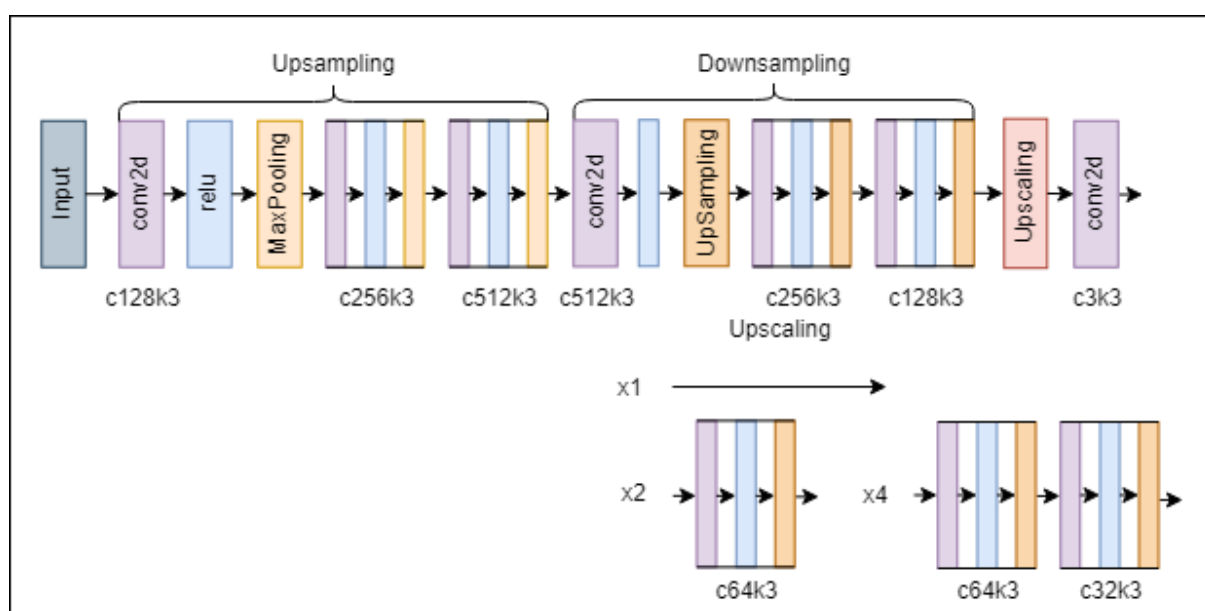 Upsampling
Downsampling
Input
conv2d
relu
MaxPooling
conv2d
UpSampling
Upscaling
conv2d
c128k3
c256k3
c512k3
c512k3
c256k3
c128k3
c3k3
Upscaling
x1
x2
x4
c64k3
c64k3
c32k3